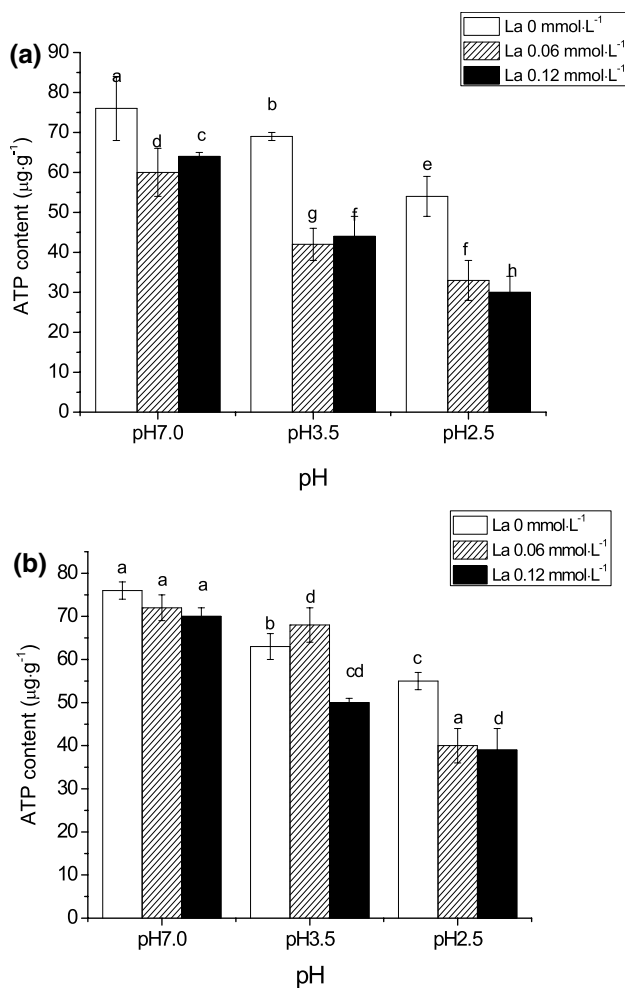 La 0 mmol·L⁻¹
La 0.06 mmol·L⁻¹
La 0.12 mmol·L⁻¹
(a)
ATP content (μg·g⁻¹)
90
80
70
60
50
40
30
20
10
0
a
d
c
b
g
f
e
f
h
pH7.0 pH3.5 pH2.5
pH
La 0 mmol·L⁻¹
La 0.06 mmol·L⁻¹
La 0.12 mmol·L⁻¹
(b)
ATP content (μg·g⁻¹)
80
70
60
50
40
30
20
10
0
a
a
a
b
d
cd
c
a
d
pH7.0 pH3.5 pH2.5
pH